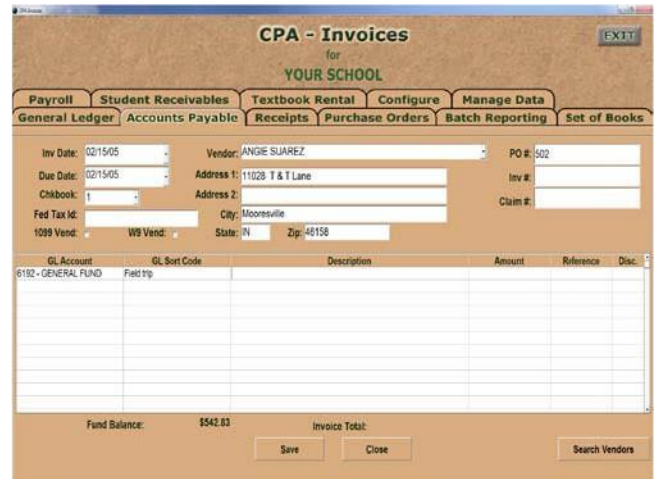 CPA - Invoices
EXIT
for
YOUR SCHOOL
Payroll Student Receivables Textbook Rental Configure Manage Data
General Ledger Accounts Payable Receipts Purchase Orders Batch Reporting Set of Books
Inv Date: 02/15/05 Vendor: ANGIE SUAREZ PO #: 502
Due Date: 02/15/05 Address 1: 11028 T & T Lane Inv #:
Chkbook: 1 Address 2: Claim #:
Fed Tax Id: City: Mooresville
1099 Vend: W9 Vend: State: IN Zip: 46158
GL Account GL Sort Code Description Amount Reference Disc.
6192 - GENERAL FUND Field trip
Fund Balance: $542.83 Invoice Total:
Save Close Search Vendors